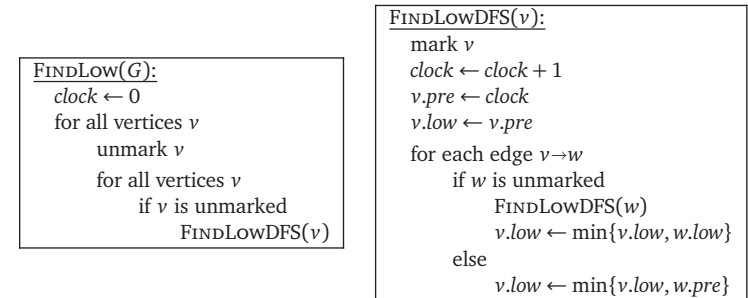 FINDLOW(G):
clock ← 0
for all vertices v
unmark v
for all vertices v
if v is unmarked
FINDLOWDFS(v)
FINDLOWDFS(v):
mark v
clock ← clock + 1
v.pre ← clock
v.low ← v.pre
for each edge v→w
if w is unmarked
FINDLOWDFS(w)
v.low ← min{v.low, w.low}
else
v.low ← min{v.low, w.pre}